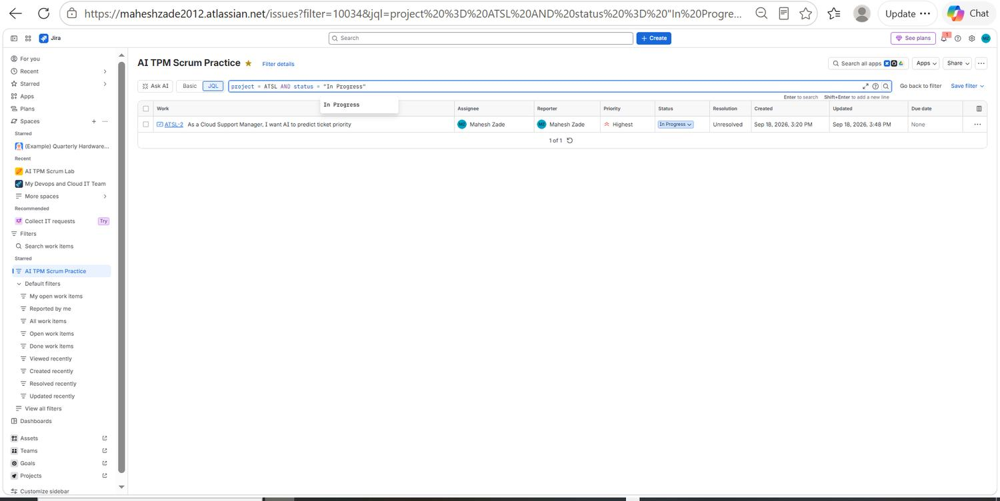 https://maheshzade2012.atlassian.net/issues?filter=10034&jql=project%20%3D%20ATSL%20AND%20status%20%3D%20"In%20Progre...
Update
Chat
Jira
Search
+ Create
See plans
1
MZ
For you
Recent
Starred
Apps
Plans
Spaces
Starred
(Example) Quarterly Hardware...
Recent
AI TPM Scrum Lab
My Devops and Cloud IT Team
More spaces
Recommended
Collect IT requests Try
Filters
Search work items
Starred
AI TPM Scrum Practice
Default filters
My open work items
Reported by me
All work items
Open work items
Done work items
Viewed recently
Created recently
Resolved recently
Updated recently
View all filters
Dashboards
Assets
Teams
Goals
Projects
Customize sidebar
AI TPM Scrum Practice
Filter details
Search all apps
Apps
Share
Ask AI
Basic
JQL
project = ATSL AND status = "In Progress"
Go back to filter
Save filter
Enter to search Shift+Enter to add a new line
In Progress
Work Assignee Reporter Priority Status Resolution Created Updated Due date
ATSL-2 As a Cloud Support Manager, I want AI to predict ticket priority MZ Mahesh Zade MZ Mahesh Zade Highest In Progress Unresolved Sep 18, 2026, 3:20 PM Sep 18, 2026, 3:48 PM None
1 of 1